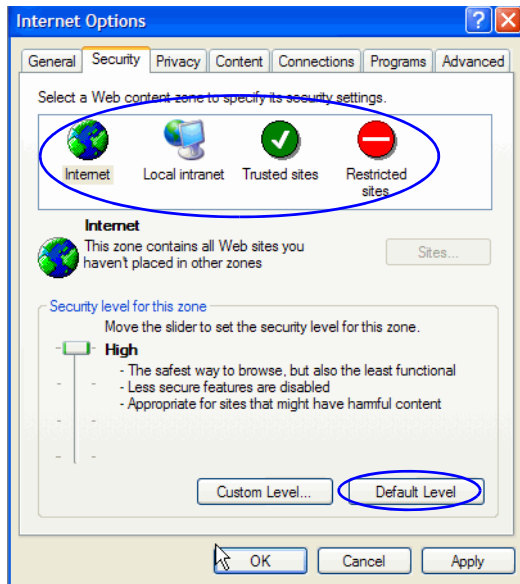 Internet Options
General Security Privacy Content Connections Programs Advanced
Select a Web content zone to specify its security settings.
Internet Local intranet Trusted sites Restricted
sites
Internet
This zone contains all Web sites you
haven't placed in other zones
Sites...
Security level for this zone
Move the slider to set the security level for this zone.
High
- The safest way to browse, but also the least functional
- Less secure features are disabled
- Appropriate for sites that might have harmful content
Custom Level... Default Level
OK Cancel Apply